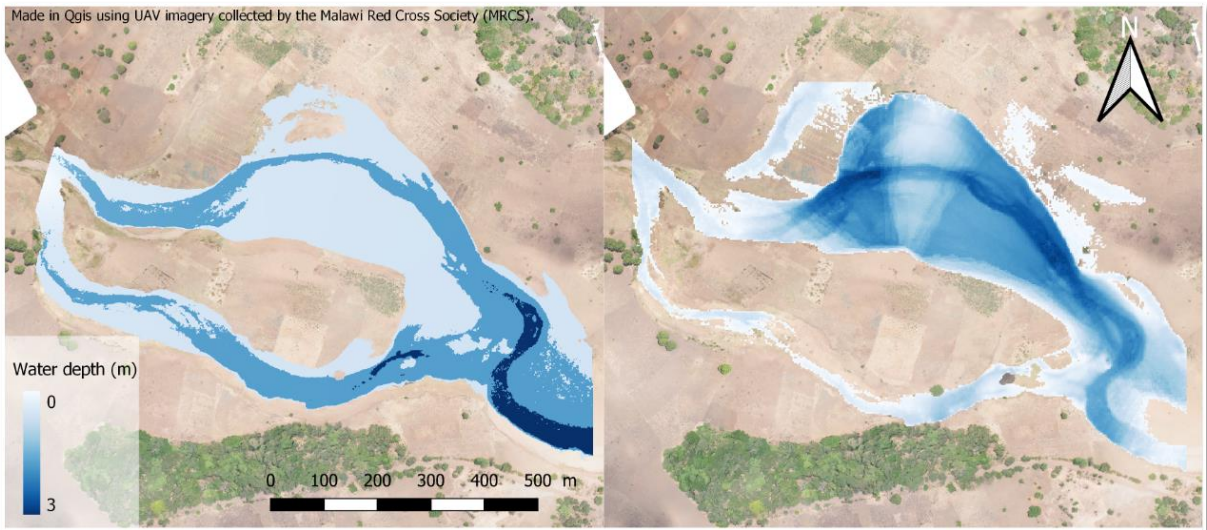 Made in Qgis using UAV imagery collected by the Malawi Red Cross Society (MRCS).
N
Water depth (m)
0
3
0 100 200 300 400 500 m